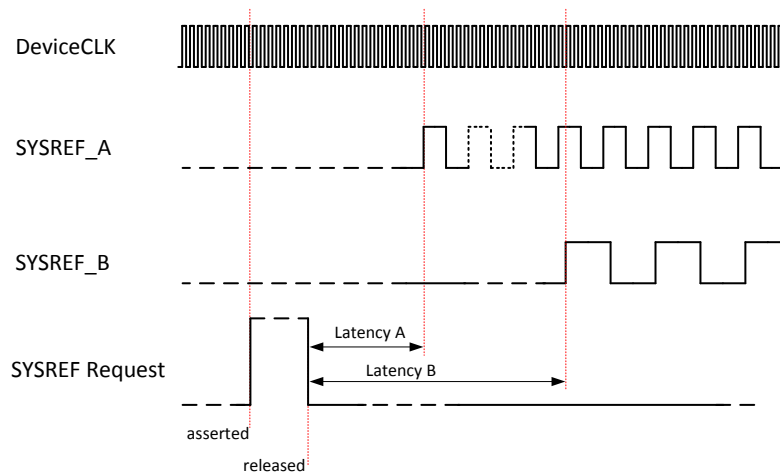 DeviceCLK
SYSREF_A
SYSREF_B
Latency A
SYSREF Request
Latency B
asserted
released